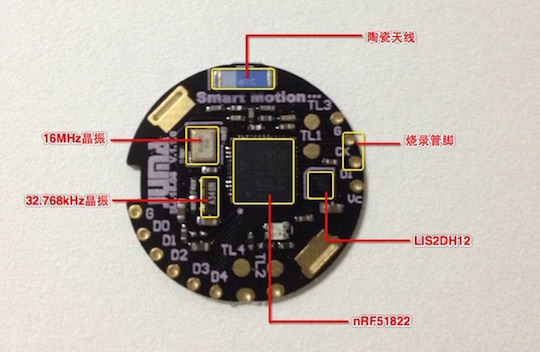 陶瓷天线
Smart motion...
TL3
G
16MHz晶振
TL1
烧录管脚
CK
DI
Vc
32.768kHz晶振
G
D0
D1
D2
D3
D4
TL4
TL2
LIS2DH12
nRF51822